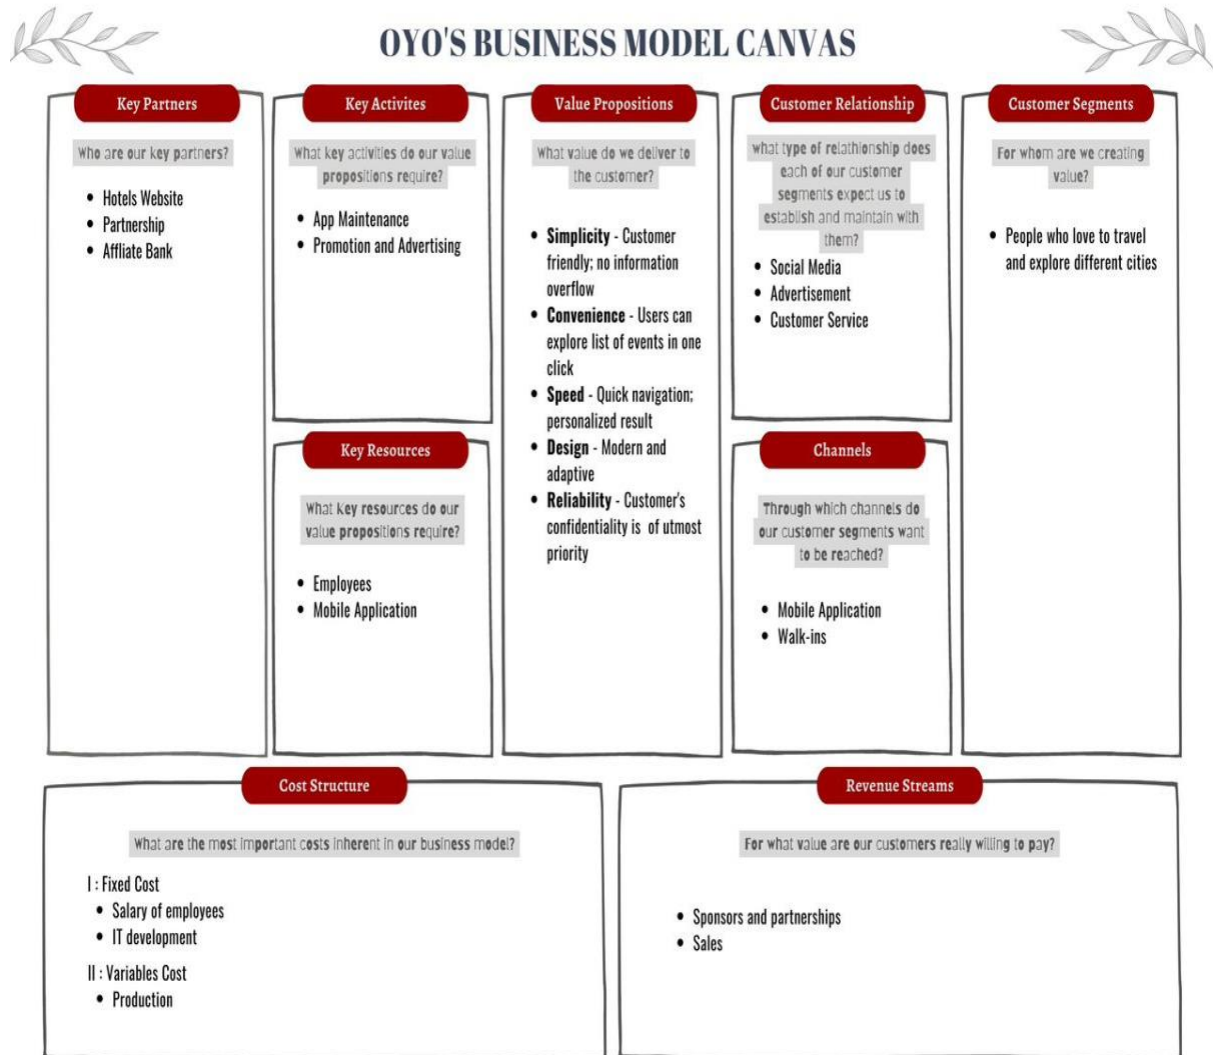 OYO'S BUSINESS MODEL CANVAS
Key Partners
Who are our key partners?
• Hotels Website
• Partnership
• Affliate Bank
Key Activites
What key activities do our value
propositions require?
• App Maintenance
• Promotion and Advertising
Key Resources
What key resources do our
value propositions require?
• Employees
• Mobile Application
Value Propositions
What value do we deliver to
the customer?
• Simplicity - Customer
friendly; no information
overflow
• Convenience - Users can
explore list of events in one
click
• Speed - Quick navigation;
personalized result
• Design - Modern and
adaptive
• Reliability - Customer's
confidentiality is of utmost
priority
Customer Relationship
what type of relathionship does
each of our customer
segments expect us to
establish and maintain with
them?
• Social Media
• Advertisement
• Customer Service
Channels
Through which channels do
our customer segments want
to be reached?
• Mobile Application
• Walk-ins
Customer Segments
For whom are we creating
value?
• People who love to travel
and explore different cities
Cost Structure
What are the most important costs inherent in our business model?
I : Fixed Cost
• Salary of employees
• IT development
II : Variables Cost
• Production
Revenue Streams
For what value are our customers really willing to pay?
• Sponsors and partnerships
• Sales